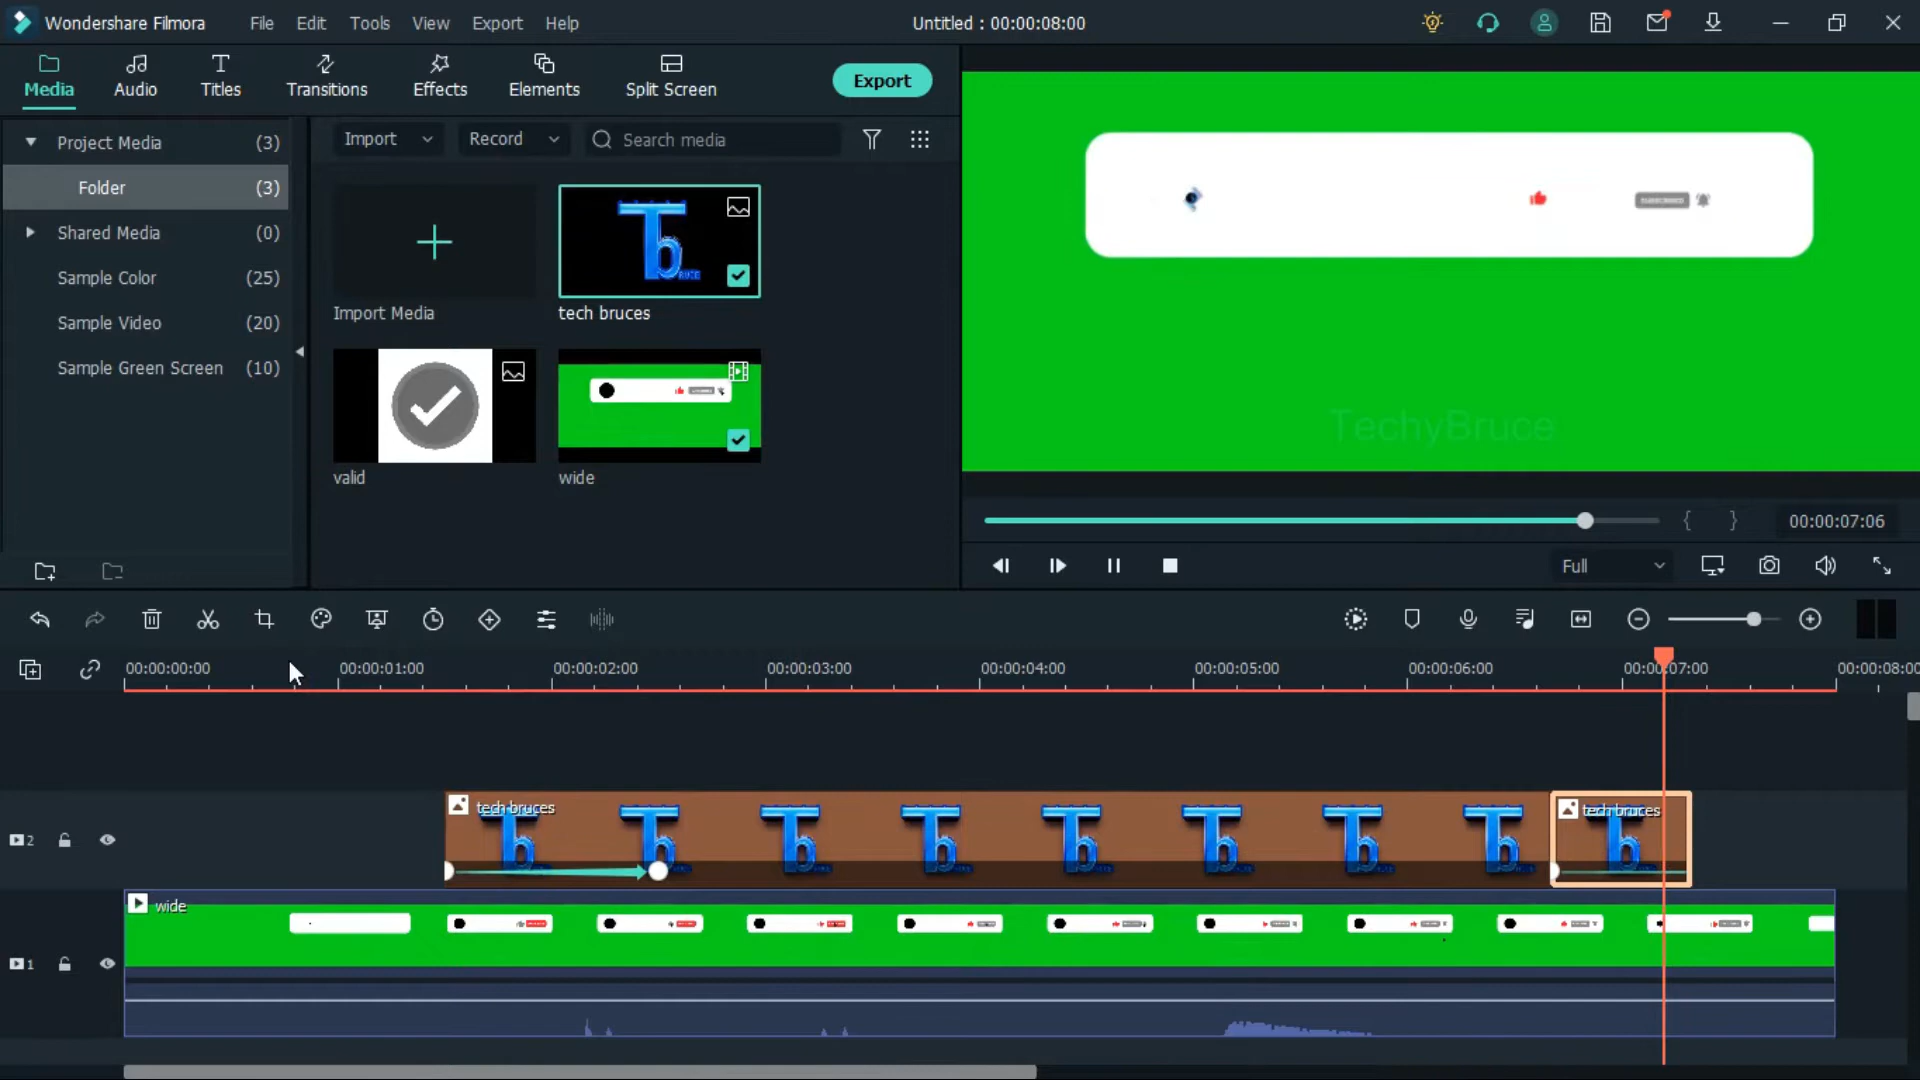 Wondershare Filmora
File
Edit
Tools
View
Export
Help
Untitled : 00:00:08:00
Media
Audio
Titles
Transitions
Effects
Elements
Split Screen
Export
Project Media (3)
Folder (3)
Shared Media (0)
Sample Color (25)
Sample Video (20)
Sample Green Screen (10)
Import
Record
Search media
Import Media
tech bruces
valid
wide
TechyBruce
00:00:07:06
Full
00:00:00:00
00:00:01:00
00:00:02:00
00:00:03:00
00:00:04:00
00:00:05:00
00:00:06:00
00:00:07:00
00:00:08:00
2
tech bruces
tech bruces
1
wide